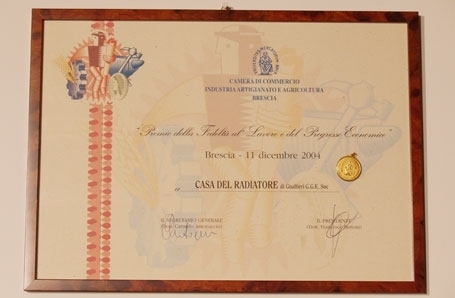 CAMERA DI COMMERCIO
INDUSTRIA ARTIGIANATO E AGRICOLTURA
BRESCIA
"Premio della Fedeltà al Lavoro e del Progresso Economico"
Brescia - 11 dicembre 2004
a CASA DEL RADIATORE di Gualtieri G.G.E. Snc
IL SEGRETARIO GENERALE
IL PRESIDENTE